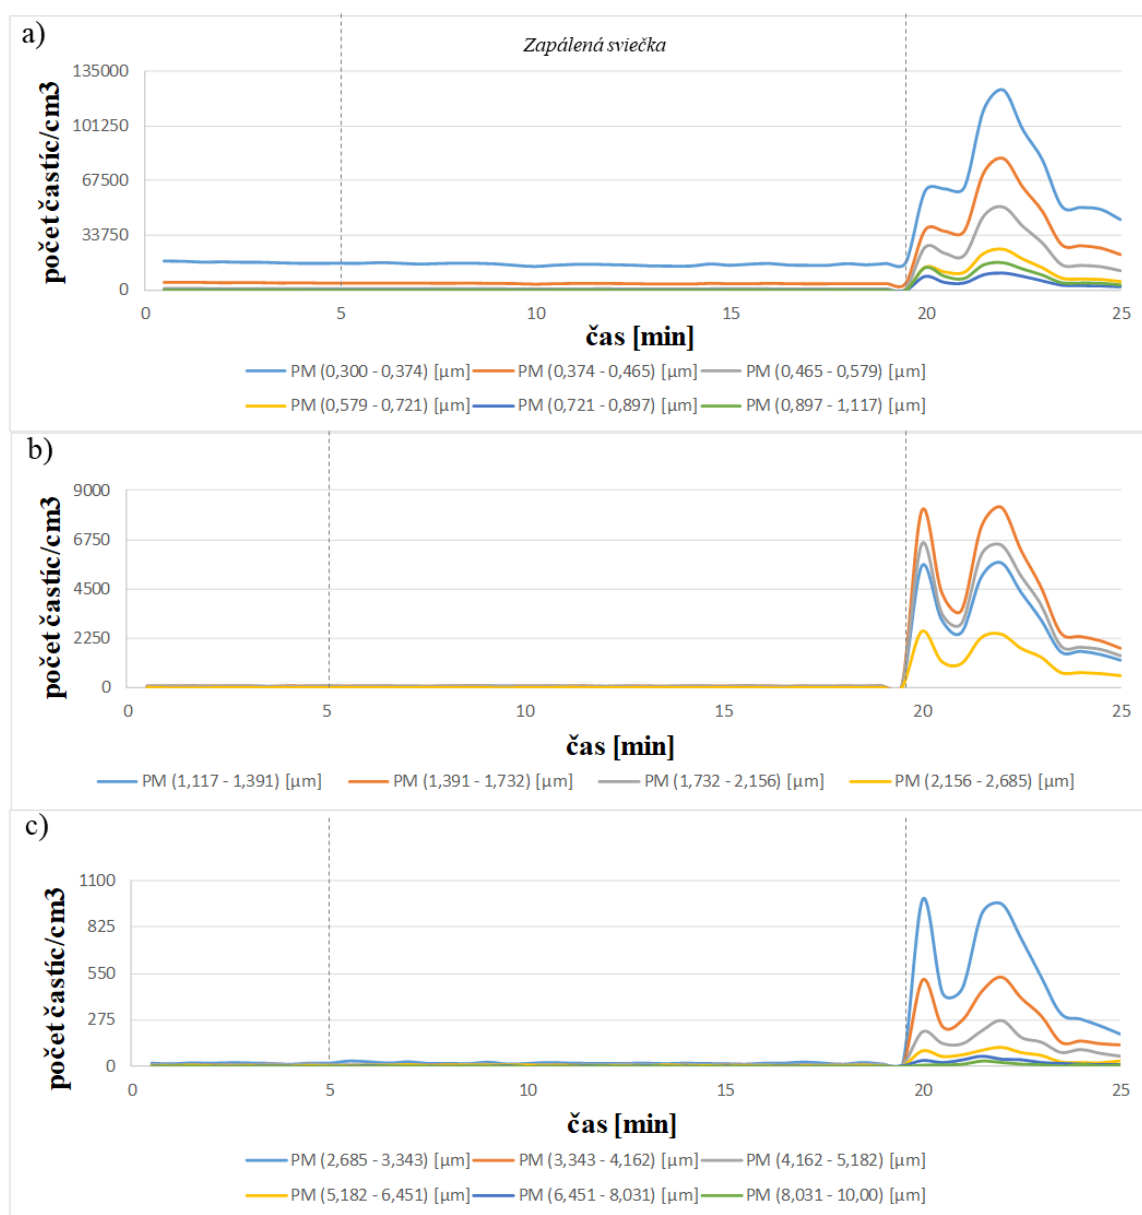 a)
Zapálená sviečka
135000
101250
67500
33750
0
0 5 10 15 20 25
počet častíc/cm3
čas [min]
PM (0,300 - 0,374) [µm] PM (0,374 - 0,465) [µm] PM (0,465 - 0,579) [µm]
PM (0,579 - 0,721) [µm] PM (0,721 - 0,897) [µm] PM (0,897 - 1,117) [µm]
b)
9000
6750
4500
2250
0
0 5 10 15 20 25
počet častíc/cm3
čas [min]
PM (1,117 - 1,391) [µm] PM (1,391 - 1,732) [µm] PM (1,732 - 2,156) [µm] PM (2,156 - 2,685) [µm]
c)
1100
825
550
275
0
0 5 10 15 20 25
počet častíc/cm3
čas [min]
PM (2,685 - 3,343) [µm] PM (3,343 - 4,162) [µm] PM (4,162 - 5,182) [µm]
PM (5,182 - 6,451) [µm] PM (6,451 - 8,031) [µm] PM (8,031 - 10,00) [µm]